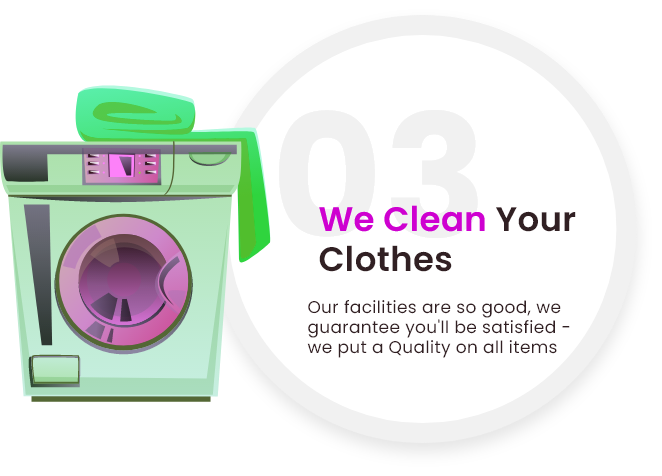 03
We Clean Your
Clothes
Our facilities are so good, we
guarantee you'll be satisfied -
we put a Quality on all items